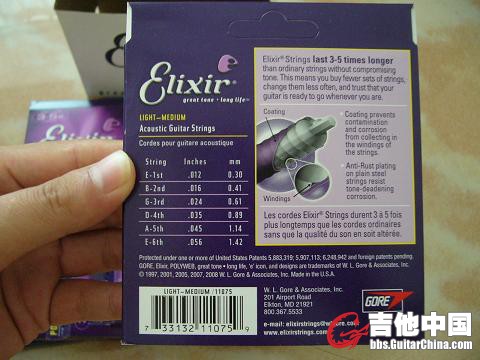 Elixir
great tone • long life™
LIGHT–MEDIUM
Acoustic Guitar Strings
Cordes pour guitare acoustique
String Inches mm
E-1st .012 0.30
B-2nd .016 0.41
G-3rd .024 0.61
D-4th .035 0.89
A-5th .045 1.14
E-6th .056 1.42
Elixir® Strings last 3-5 times longer
than ordinary strings without compromising
tone. This means you buy fewer sets of strings,
change them less often, and trust that your
guitar is ready to go whenever you are.
Coating
Windings
• Coating prevents
contamination
and corrosion
from collecting in
the windings of
the strings.
• Anti-Rust plating
on plain steel
strings resist
tone-deadening
corrosion.
Les cordes Elixir® Strings durent 3 à 5 fois
plus longtemps que les cordes ordinaires
sans que la qualité du son en soit altérée.
Protected under one or more of United States Patents 5,883,319; 5,907,113; 6,248,942 and foreign patents pending.
GORE, Elixir, POLYWEB, great tone • long life, 'e' icon, and designs are trademarks of W. L. Gore & Associates, Inc.
© 1997, 2001, 2005, 2007, 2008 W. L. Gore & Associates, Inc. Made in the U.S.A.
LIGHT-MEDIUM /11075
7 33132 11075 9
W. L. Gore & Associates, Inc.
201 Airport Road
Elkton, MD 21921
800.367.5533
e-mail: elixirstrings@wlgore.com
GORE
Elixir
吉他中国
bbs.GuitarChina.com